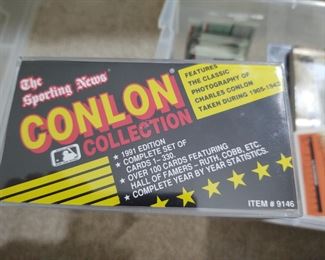 The
Sporting News
CONLON®
COLLECTION
FEATURES
THE CLASSIC
PHOTOGRAPHY OF
CHARLES CONLON
TAKEN DURING 1905-1942
★ 1991 EDITION
★ COMPLETE SET OF
CARDS 1-330.
★ OVER 100 CARDS FEATURING
HALL OF FAMERS - RUTH, COBB, ETC.
★ COMPLETE YEAR BY YEAR STATISTICS.
ITEM #9146